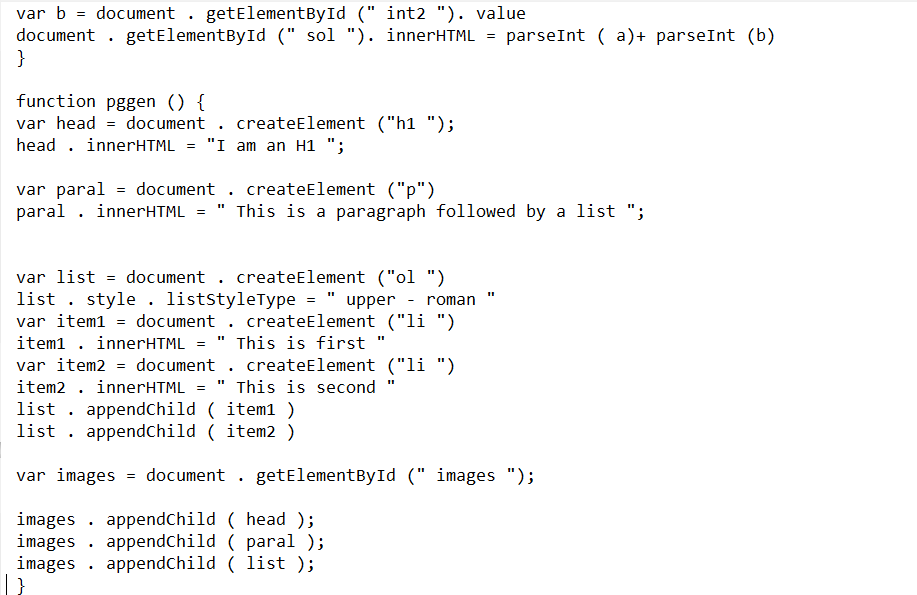 var b = document . getElementById (" int2 "). value
document . getElementById (" sol "). innerHTML = parseInt ( a)+ parseInt (b)
}
function pggen () {
var head = document . createElement ("h1 ");
head . innerHTML = "I am an H1 ";
var paral = document . createElement ("p")
paral . innerHTML = " This is a paragraph followed by a list ";
var list = document . createElement ("ol ")
list . style . listStyleType = " upper - roman "
var item1 = document . createElement ("li ")
item1 . innerHTML = " This is first "
var item2 = document . createElement ("li ")
item2 . innerHTML = " This is second "
list . appendChild ( item1 )
list . appendChild ( item2 )
var images = document . getElementById (" images ");
images . appendChild ( head );
images . appendChild ( paral );
images . appendChild ( list );
}